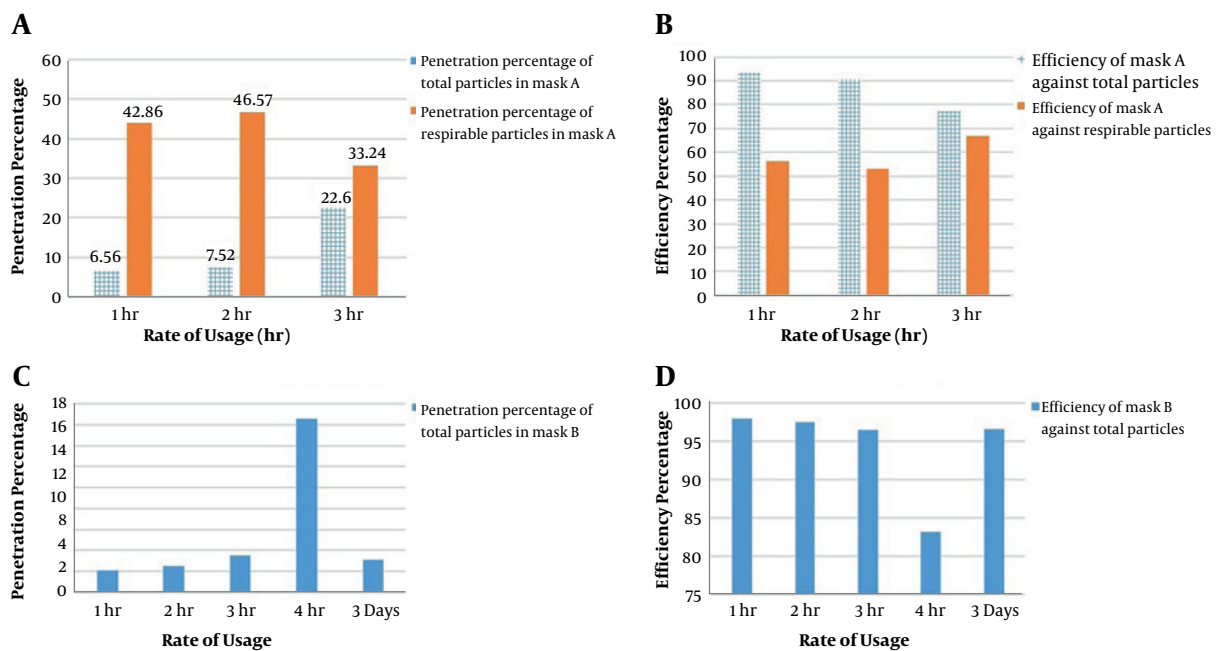 A
60
50
40
30
20
10
0
Penetration Percentage
42.86
46.57
33.24
6.56
7.52
22.6
1 hr
2 hr
3 hr
Rate of Usage (hr)
Penetration percentage of
total particles in mask A
Penetration percentage of
respirable particles in mask A
B
100
90
80
70
60
50
40
30
20
10
0
Efficiency Percentage
1 hr
2 hr
3 hr
Rate of Usage (hr)
Efficiency of mask A
against total particles
Efficiency of mask A
against respirable particles
C
18
16
14
12
10
8
6
4
2
0
Penetration Percentage
1 hr
2 hr
3 hr
4 hr
3 Days
Rate of Usage
Penetration percentage of
total particles in mask B
D
100
95
90
85
80
75
Efficiency Percentage
1 hr
2 hr
3 hr
4 hr
3 Days
Rate of Usage
Efficiency of mask B
against total particles